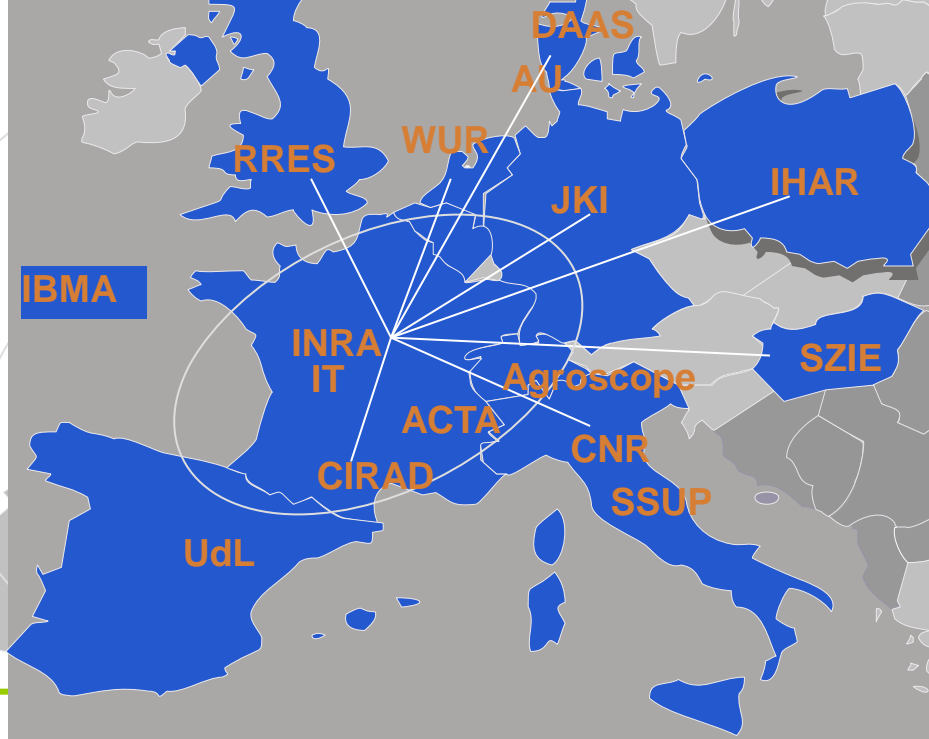 DAAS
AU
WUR
RRES
IHAR
JKI
IBMA
INRA
IT
SZIE
Agroscope
ACTA
CNR
CIRAD
SSUP
UdL